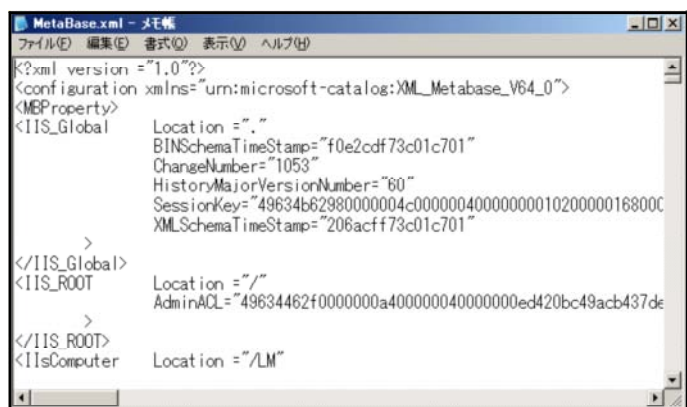 MetaBase.xml - メモ帳
ファイル(F) 編集(E) 書式(O) 表示(V) ヘルプ(H)
<?xml version ="1.0"?>
<configuration xmlns="urn:microsoft-catalog:XML_Metabase_V64_0">
<MBProperty>
<IIS_Global Location ="."
BINSchemaTimeStamp="f0e2cdf73c01c701"
ChangeNumber="1053"
HistoryMajorVersionNumber="60"
SessionKey="49634b62980000004c00000040000000010200000168000
XMLSchemaTimeStamp="206acff73c01c701"
>
</IIS_Global>
<IIS_ROOT Location ="/"
AdminACL="49634462f0000000a400000040000000ed420bc49acb437de
>
</IIS_ROOT>
<IIsComputer Location ="/LM"